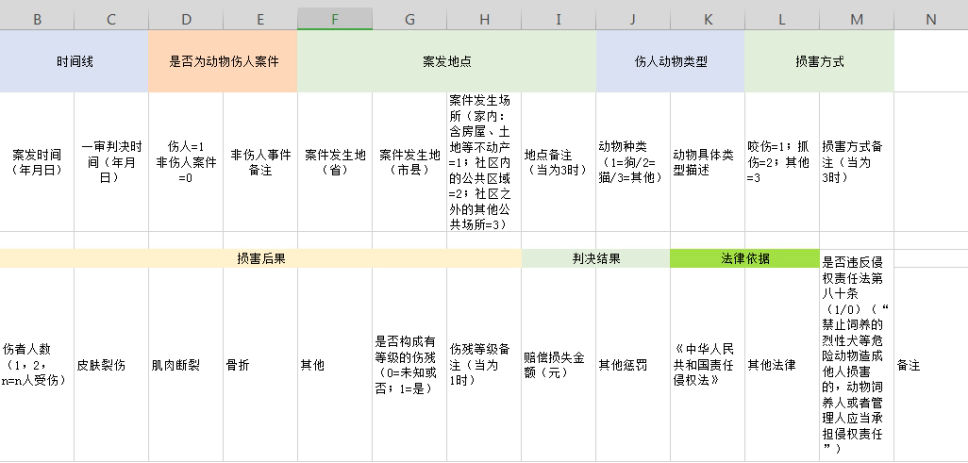 B C D E F G H I J K L M N
时间线 是否为动物伤人案件 案发地点 伤人动物类型 损害方式
案发时间
（年月日）
一审判决时
间（年月
日）
伤人=1
非伤人案件
=0
非伤人事件
备注
案件发生地
（省）
案件发生地
（市县）
案件发生场
所（家内：
含房屋、土
地等不动产
=1；社区内
的公共区域
=2；社区之
外的其他公
共场所=3）
地点备注
（当为3时）
动物种类
（1=狗/2=
猫/3=其他）
动物具体类
型描述
咬伤=1；抓
伤=2；其他
=3
损害方式备
注（当为
3时）
损害后果 判决结果 法律依据
伤者人数
（1，2，
n=n人受伤）
皮肤裂伤
肌肉断裂
骨折
其他
是否构成有
等级的伤残
（0=未知或
否；1=是）
伤残等级备
注（当为
1时）
赔偿损失金
额（元）
其他惩罚
《中华人民
共和国责任
侵权法》
其他法律
是否违反侵
权责任法第
八十条
（1/0）（“
禁止饲养的
烈性犬等危
险动物造成
他人损害
的，动物饲
养人或者管
理人应当承
担侵权责任
”）
备注